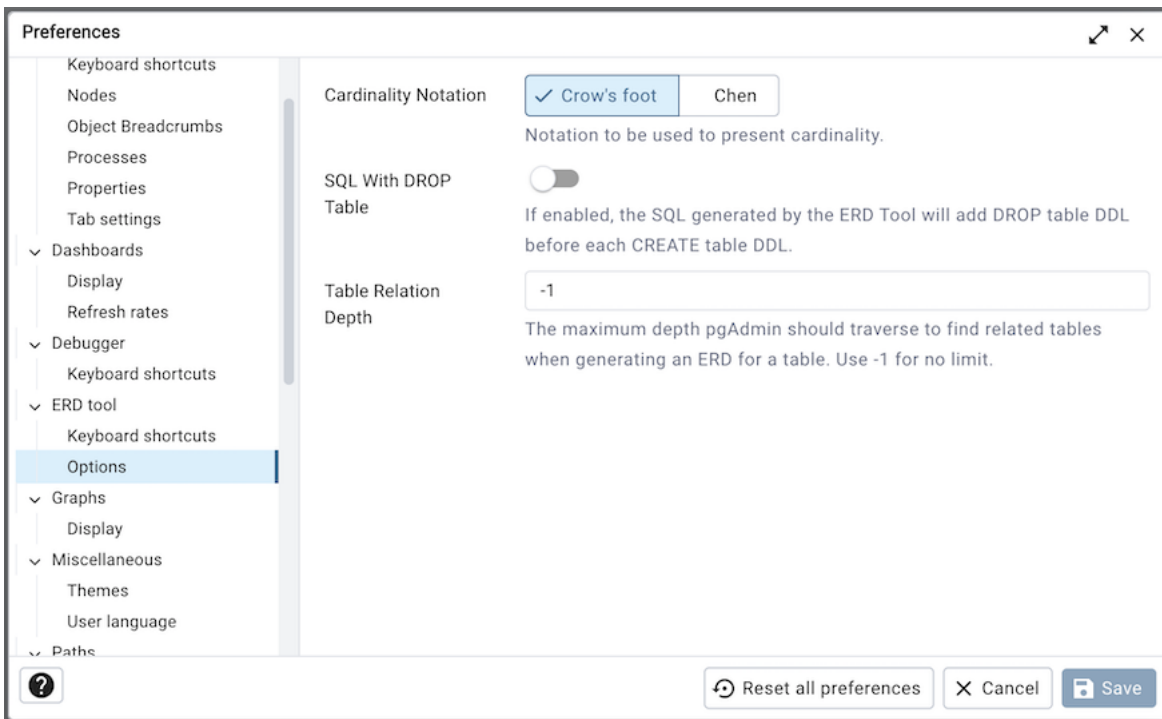 Preferences
Keyboard shortcuts
Nodes
Object Breadcrumbs
Processes
Properties
Tab settings
Dashboards
Display
Refresh rates
Debugger
Keyboard shortcuts
ERD tool
Keyboard shortcuts
Options
Graphs
Display
Miscellaneous
Themes
User language
Paths
Cardinality Notation
Crow's foot
Chen
Notation to be used to present cardinality.
SQL With DROP
Table
If enabled, the SQL generated by the ERD Tool will add DROP table DDL
before each CREATE table DDL.
Table Relation
Depth
-1
The maximum depth pgAdmin should traverse to find related tables
when generating an ERD for a table. Use -1 for no limit.
?
Reset all preferences
Cancel
Save